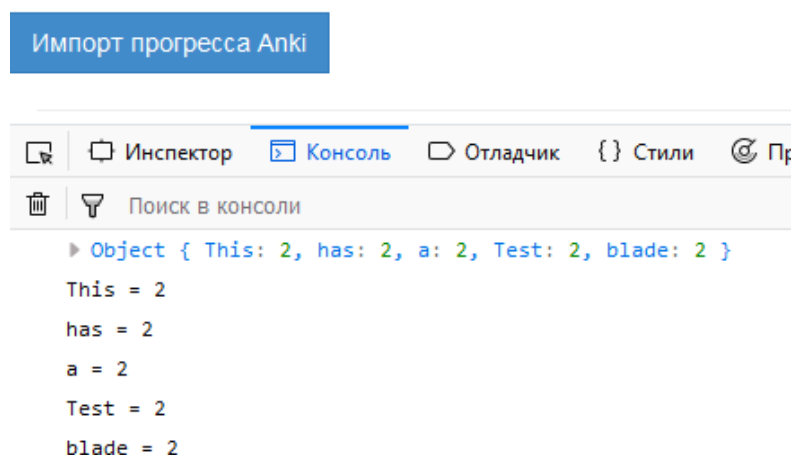 Импорт прогресса Anki
Инспектор Консоль Отладчик {} Стили Пр
Поиск в консоли
Object { This: 2, has: 2, a: 2, Test: 2, blade: 2 }
This = 2
has = 2
a = 2
Test = 2
blade = 2